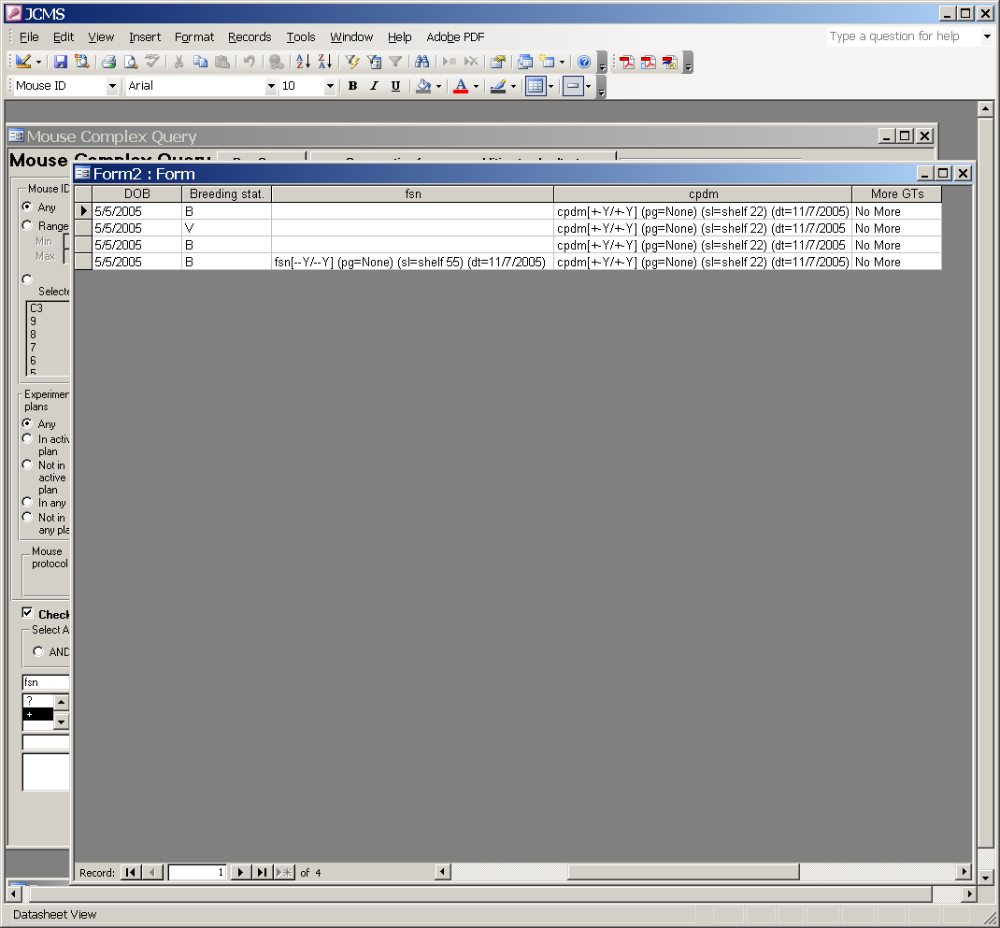 JCMS
File Edit View Insert Format Records Tools Window Help Adobe PDF Type a question for help
Mouse ID Arial 10 B I U
Mouse Complex Query
Mouse Complex Query
Form2 : Form
DOB Breeding stat. fsn cpdm More GTs
5/5/2005 B cpdm[+-Y/+-Y] (pg=None) (sl=shelf 22) (dt=11/7/2005) No More
5/5/2005 V cpdm[+-Y/+-Y] (pg=None) (sl=shelf 22) (dt=11/7/2005 No More
5/5/2005 B cpdm[+-Y/+-Y] (pg=None) (sl=shelf 22) (dt=11/7/2005 No More
5/5/2005 B fsn[--Y/--Y] (pg=None) (sl=shelf 55) (dt=11/7/2005) cpdm[+-Y/+-Y] (pg=None) (sl=shelf 22) (dt=11/7/2005) No More
Mouse ID
Any
Range
Min
Max
Selecte
C3
9
8
7
6
5
Experimen
plans
Any
In activ
plan
Not in
active
plan
In any
Not in
any pla
Mouse
protocol
Check
Select A
AND
fsn
?
+
Record: 1 of 4
Datasheet View